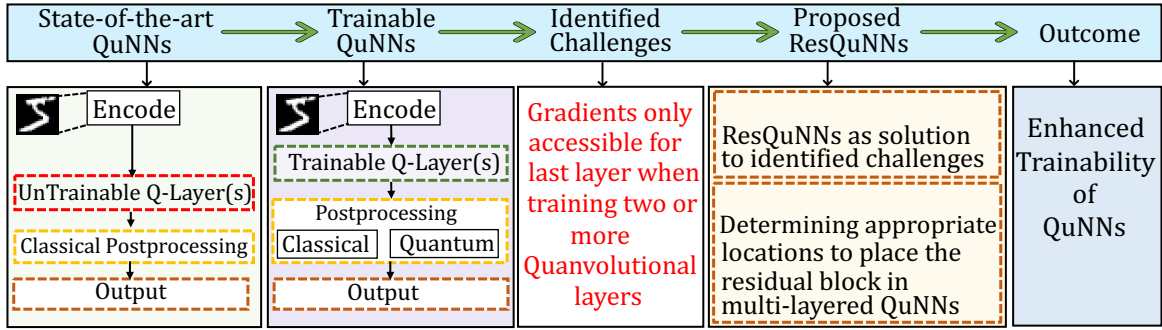 State-of-the-art
QuNNs
Trainable
QuNNs
Identified
Challenges
Proposed
ResQuNNs
Outcome
Encode
UnTrainable Q-Layer(s)
Classical Postprocessing
Output
Encode
Trainable Q-Layer(s)
Postprocessing
Classical
Quantum
Output
Gradients only
accessible for
last layer when
training two or
more
Quanvolutional
layers
ResQuNNs as solution
to identified challenges
Determining appropriate
locations to place the
residual block in
multi-layered QuNNs
Enhanced
Trainability
of
QuNNs